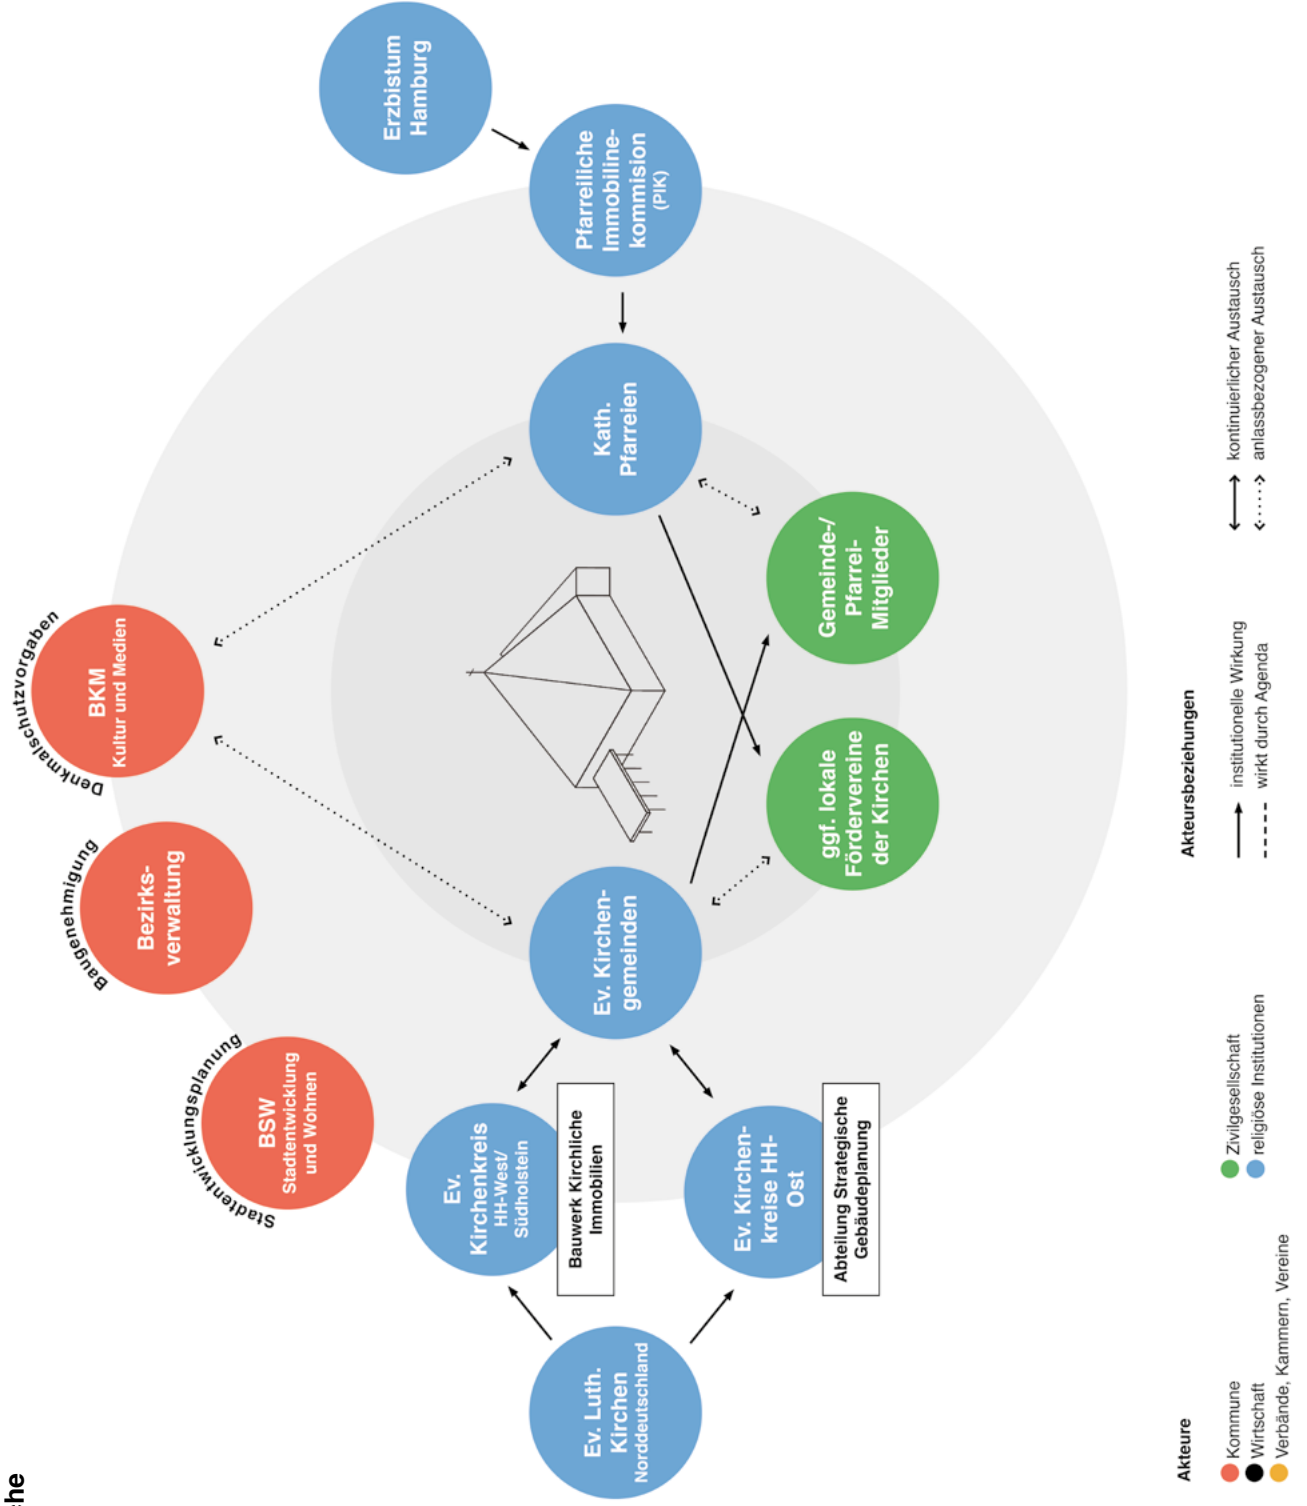 che
Denkmalschutzvorgaben
BKM
Kultur und Medien
Baugenehmigung
Bezirks-
verwaltung
Stadtentwicklungsplanung
BSW
Stadtentwicklung
und Wohnen
Ev.
Kirchenkreis
HH-West/
Südholstein
Bauwerk Kirchliche
Immobilien
Ev. Luth.
Kirchen
Norddeutschland
Ev. Kirchen-
kreise HH-
Ost
Abteilung Strategische
Gebäudeplanung
Ev. Kirchen-
gemeinden
Kath.
Pfarreien
Pfarreiliche
Immobiline-
kommision
(PIK)
Erzbistum
Hamburg
ggf. lokale
Fördervereine
der Kirchen
Gemeinde-/
Pfarrei-
Mitglieder
Akteure
Kommune
Wirtschaft
Verbände, Kammern, Vereine
Zivilgesellschaft
religiöse Institutionen
Akteursbeziehungen
institutionelle Wirkung
wirkt durch Agenda
kontinuierlicher Austausch
anlassbezogener Austausch